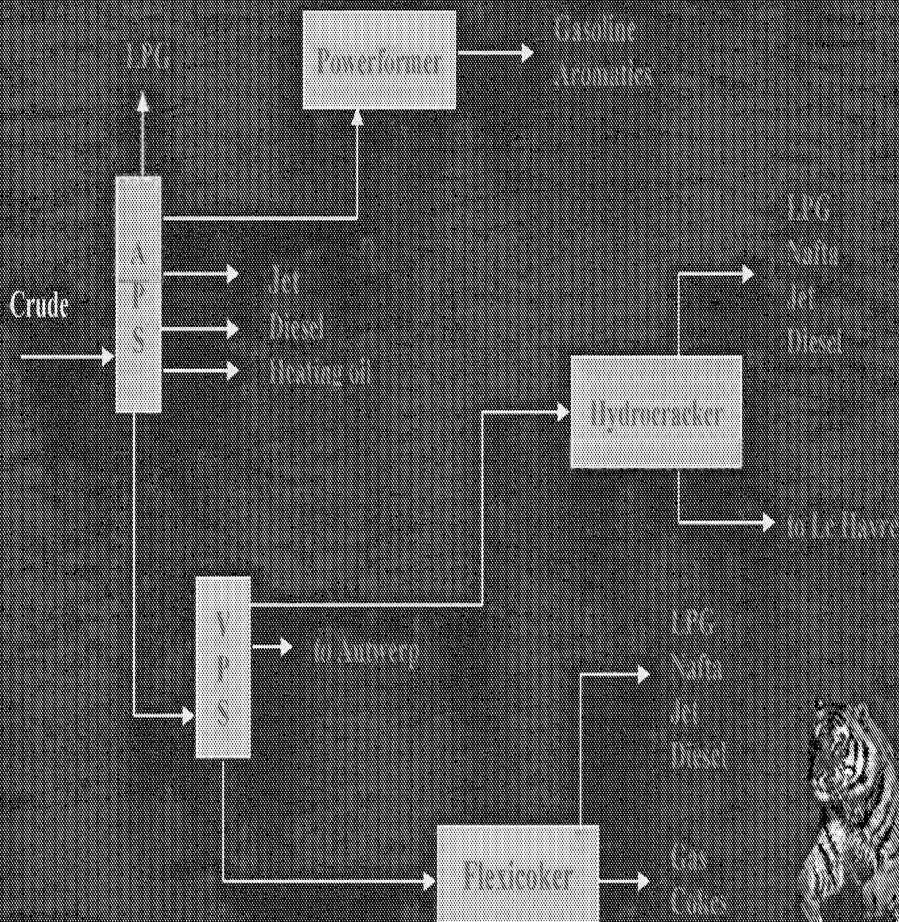 LPG
Powerformer
Gasoline
Aromatics
Crude
A
P
S
Jet
Diesel
Heating oil
LPG
Nafta
Jet
Diesel
Hydrocracker
to Le Havre
V
P
S
to Antwerp
LPG
Nafta
Jet
Diesel
Flexicoker
Gas
Cokes